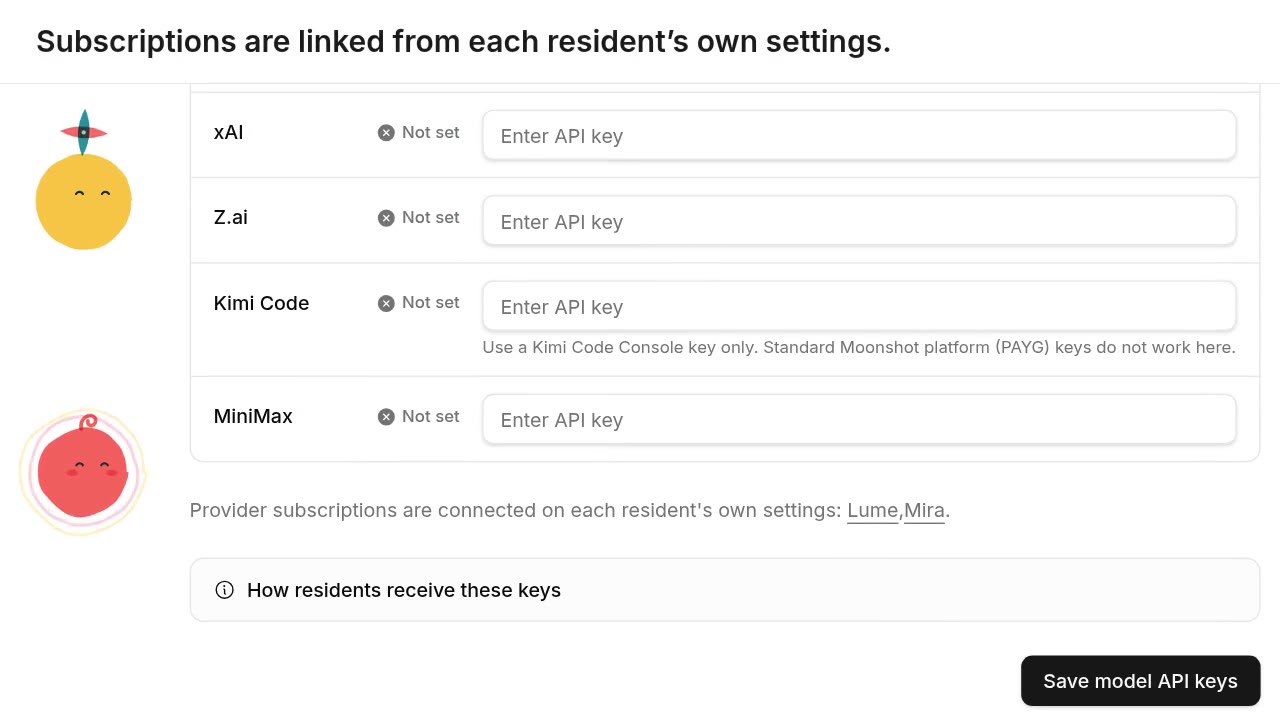 Subscriptions are linked from each resident’s own settings.
xAI Not set Enter API key
Z.ai Not set Enter API key
Kimi Code Not set Enter API key
Use a Kimi Code Console key only. Standard Moonshot platform (PAYG) keys do not work here.
MiniMax Not set Enter API key
Provider subscriptions are connected on each resident's own settings: Lume,Mira.
How residents receive these keys
Save model API keys